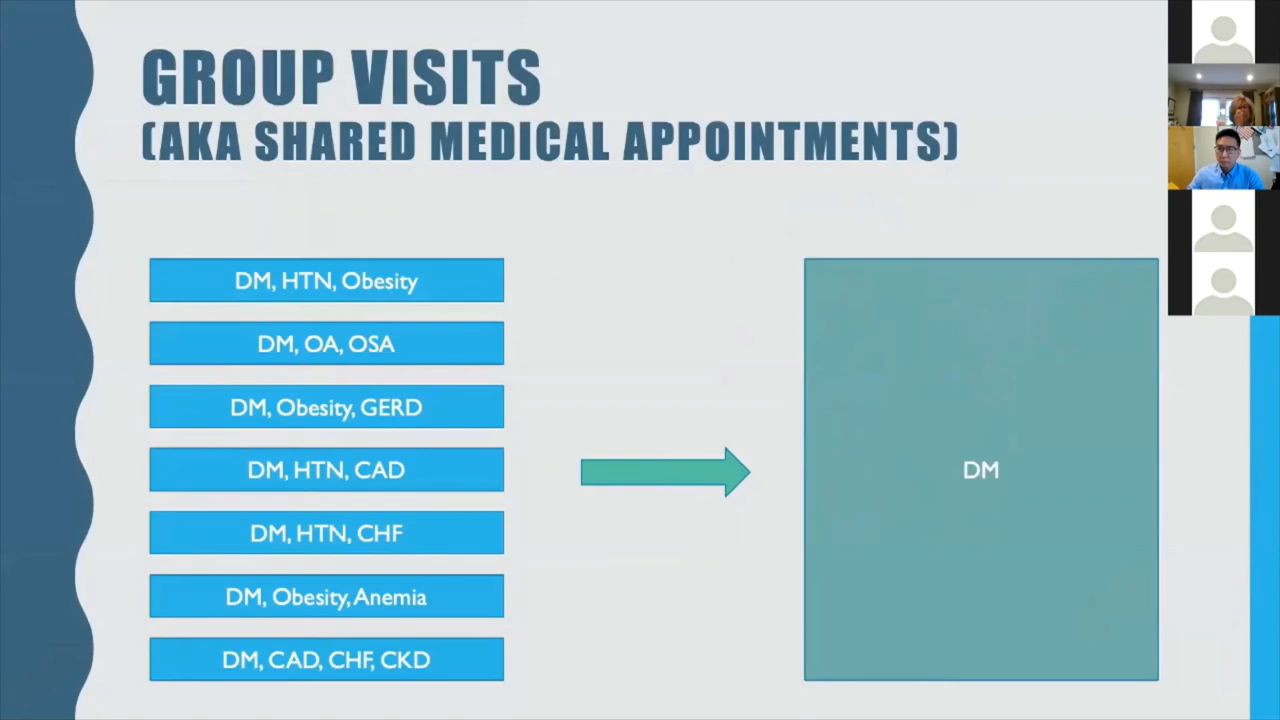 GROUP VISITS
(AKA SHARED MEDICAL APPOINTMENTS)
DM, HTN, Obesity
DM, OA, OSA
DM, Obesity, GERD
DM, HTN, CAD
DM, HTN, CHF
DM, Obesity, Anemia
DM, CAD, CHF, CKD
DM